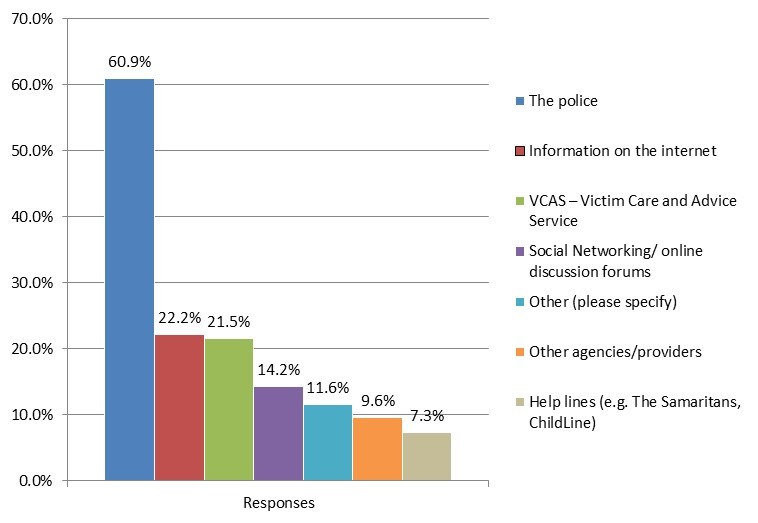 70.0%
60.0%
50.0%
40.0%
30.0%
20.0%
10.0%
0.0%
60.9%
22.2%
21.5%
14.2%
11.6%
9.6%
7.3%
Responses
The police
Information on the internet
VCAS – Victim Care and Advice
Service
Social Networking/ online
discussion forums
Other (please specify)
Other agencies/providers
Help lines (e.g. The Samaritans,
ChildLine)